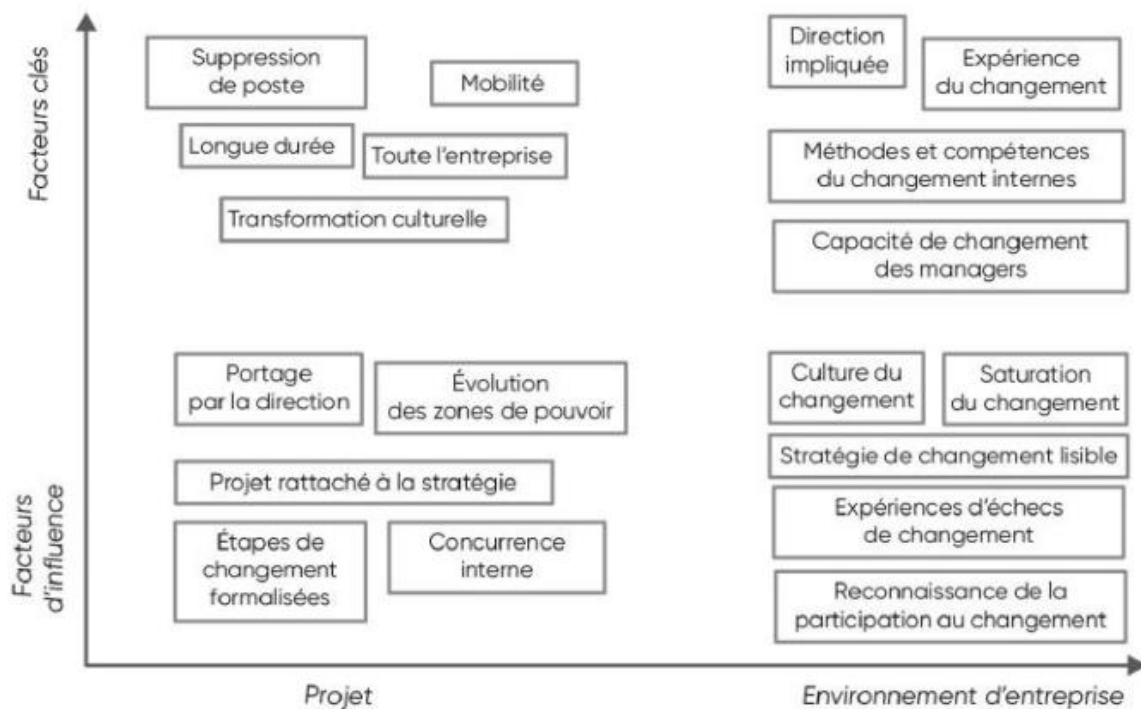 Facteurs clés
Suppression
de poste
Mobilité
Longue durée
Toute l'entreprise
Transformation culturelle
Direction
impliquée
Expérience
du changement
Méthodes et compétences
du changement internes
Capacité de changement
des managers
Facteurs
d'influence
Portage
par la direction
Évolution
des zones de pouvoir
Projet rattaché à la stratégie
Étapes de
changement
formalisées
Concurrence
interne
Culture du
changement
Saturation
du changement
Stratégie de changement lisible
Expériences d'échecs
de changement
Reconnaissance de la
participation au changement
Projet
Environnement d'entreprise